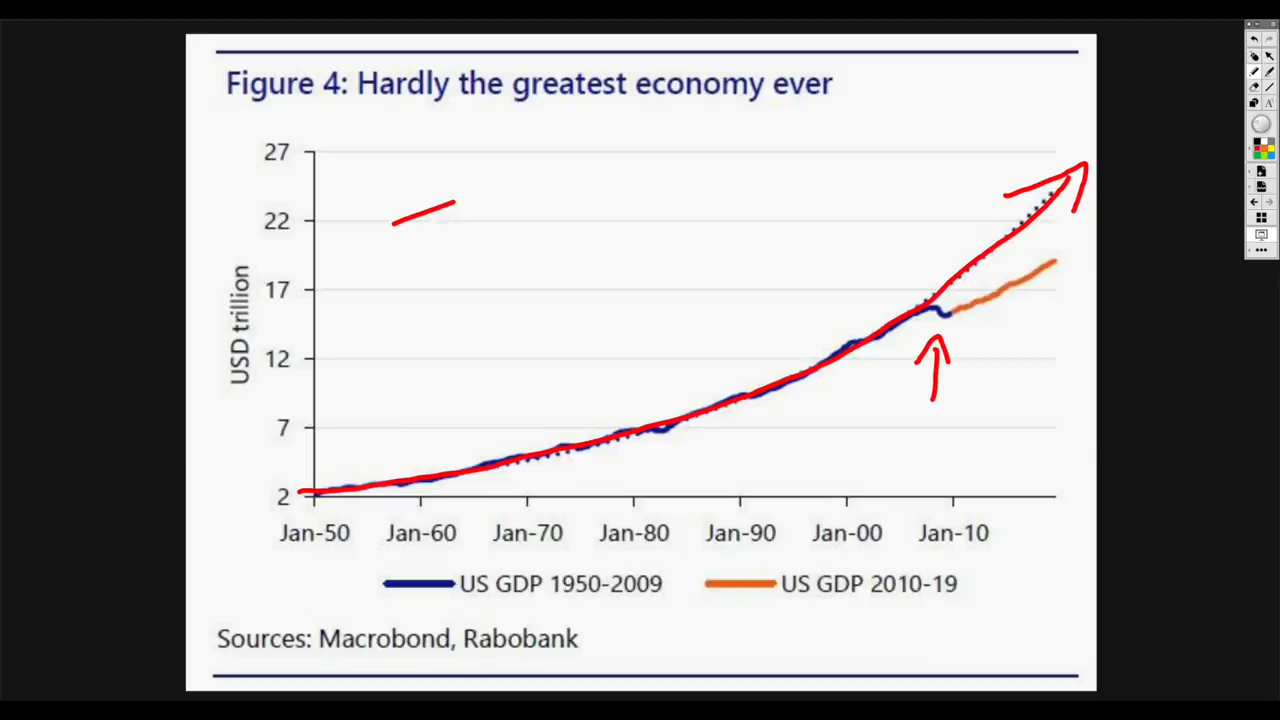 Figure 4: Hardly the greatest economy ever
27
22
17
12
7
2
USD trillion
Jan-50 Jan-60 Jan-70 Jan-80 Jan-90 Jan-00 Jan-10
US GDP 1950-2009 US GDP 2010-19
Sources: Macrobond, Rabobank